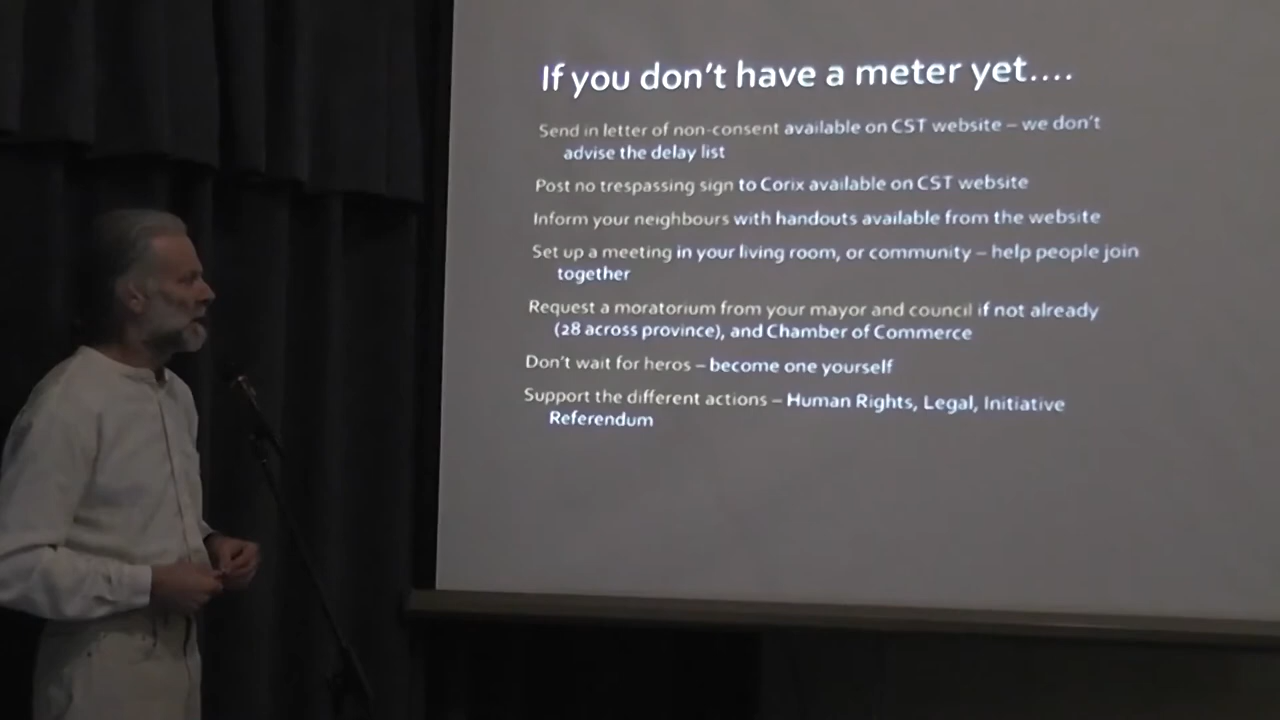 If you don't have a meter yet....
Send in letter of non-consent available on CST website – we don't
advise the delay list
Post no trespassing sign to Corix available on CST website
Inform your neighbours with handouts available from the website
Set up a meeting in your living room, or community – help people join
together
Request a moratorium from your mayor and council if not already
(28 across province), and Chamber of Commerce
Don't wait for heros – become one yourself
Support the different actions – Human Rights, Legal, Initiative
Referendum